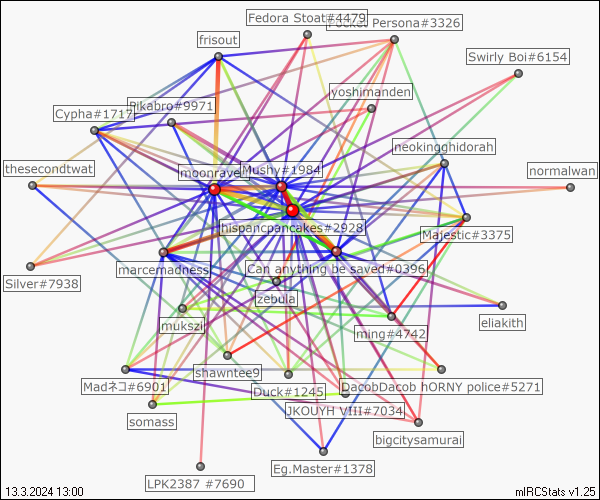 Fedora Stoat#4479
Pocket Persona#3326
frisout
Swirly Boi#6154
yoshimanden
Pikabro#9971
Cypha#1717
neokingghidorah
thesecondtwat
moonrave
Mushy#1984
normalwan
hispancpancakes#2928
Majestic#3375
marcemadness
Can anything be saved#0396
Silver#7938
zebula
eliakith
mukszi
ming#4742
shawntee9
Madネコ#6901
Duck#1245
DacobDacob hORNY police#5271
JKOUYH VIII#7034
somass
bigcitysamurai
Eg.Master#1378
LPK2387 #7690
13.3.2024 13:00
mIRCStats v1.25